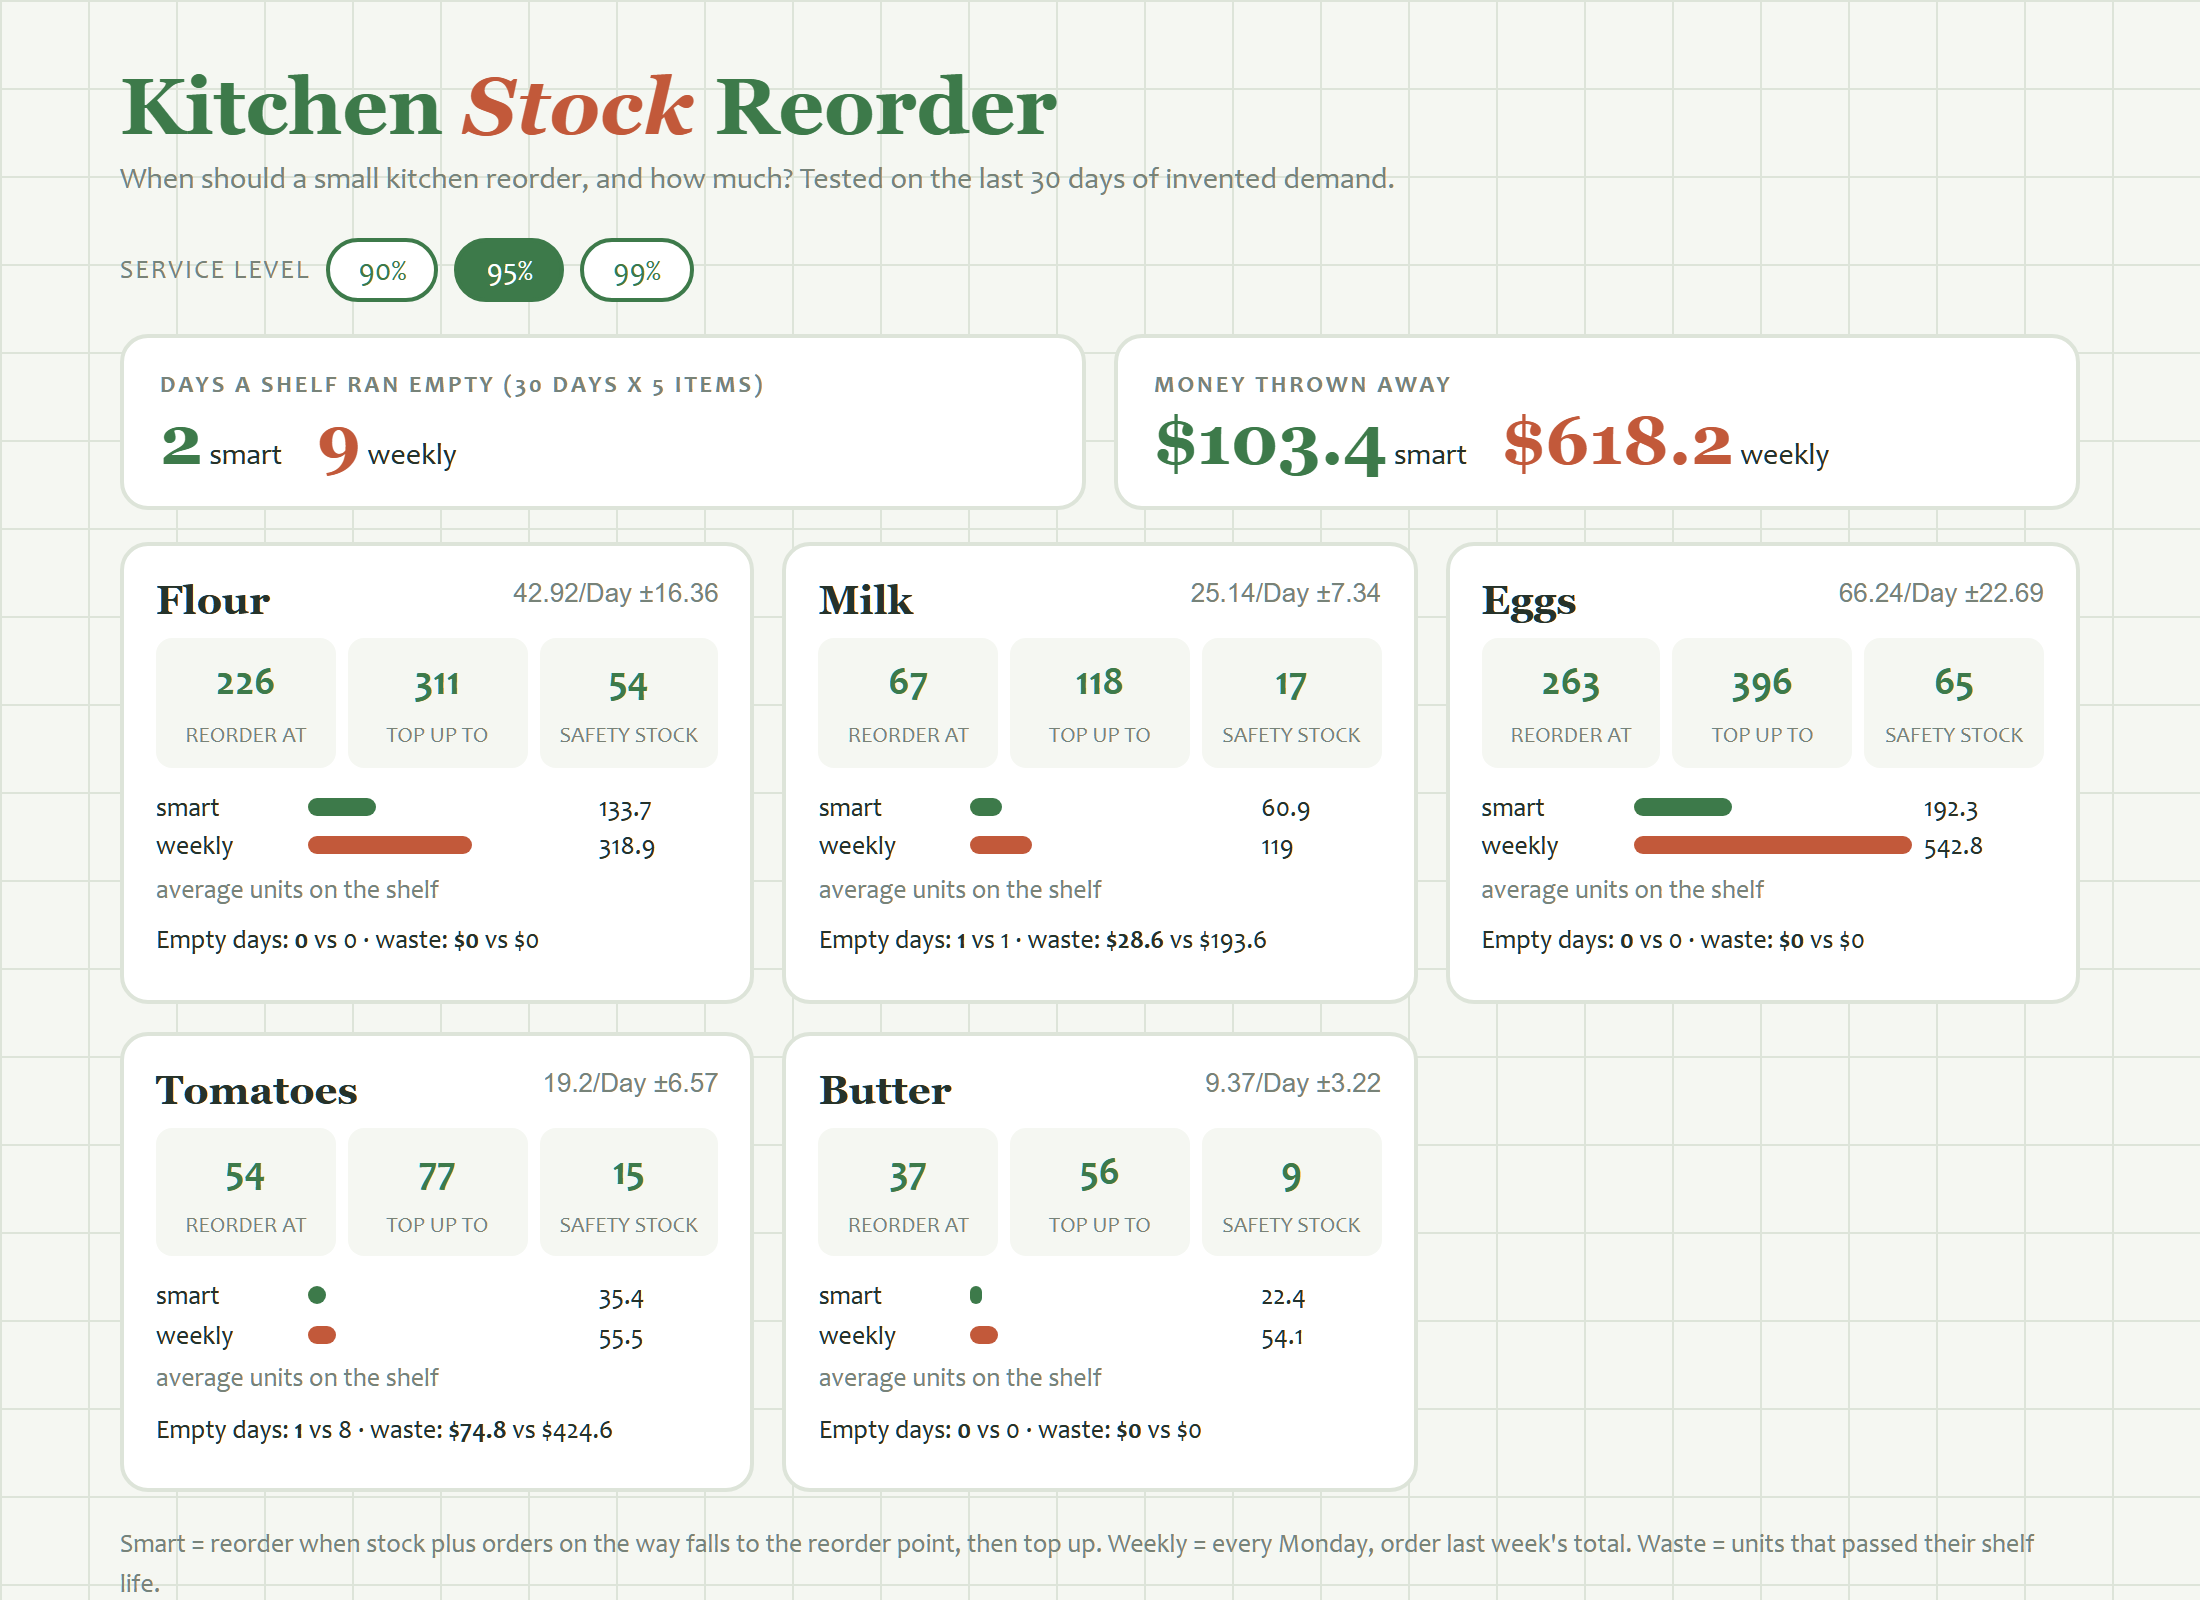 Kitchen Stock Reorder
When should a small kitchen reorder, and how much? Tested on the last 30 days of invented demand.
SERVICE LEVEL 90% 95% 99%
DAYS A SHELF RAN EMPTY (30 DAYS X 5 ITEMS)
2 smart 9 weekly
MONEY THROWN AWAY
$103.4 smart $618.2 weekly
Flour 42.92/Day ±16.36
226 311 54
REORDER AT TOP UP TO SAFETY STOCK
smart 133.7
weekly 318.9
average units on the shelf
Empty days: 0 vs 0 · waste: $0 vs $0
Milk 25.14/Day ±7.34
67 118 17
REORDER AT TOP UP TO SAFETY STOCK
smart 60.9
weekly 119
average units on the shelf
Empty days: 1 vs 1 · waste: $28.6 vs $193.6
Eggs 66.24/Day ±22.69
263 396 65
REORDER AT TOP UP TO SAFETY STOCK
smart 192.3
weekly 542.8
average units on the shelf
Empty days: 0 vs 0 · waste: $0 vs $0
Tomatoes 19.2/Day ±6.57
54 77 15
REORDER AT TOP UP TO SAFETY STOCK
smart 35.4
weekly 55.5
average units on the shelf
Empty days: 1 vs 8 · waste: $74.8 vs $424.6
Butter 9.37/Day ±3.22
37 56 9
REORDER AT TOP UP TO SAFETY STOCK
smart 22.4
weekly 54.1
average units on the shelf
Empty days: 0 vs 0 · waste: $0 vs $0
Smart = reorder when stock plus orders on the way falls to the reorder point, then top up. Weekly = every Monday, order last week's total. Waste = units that passed their shelf
life.